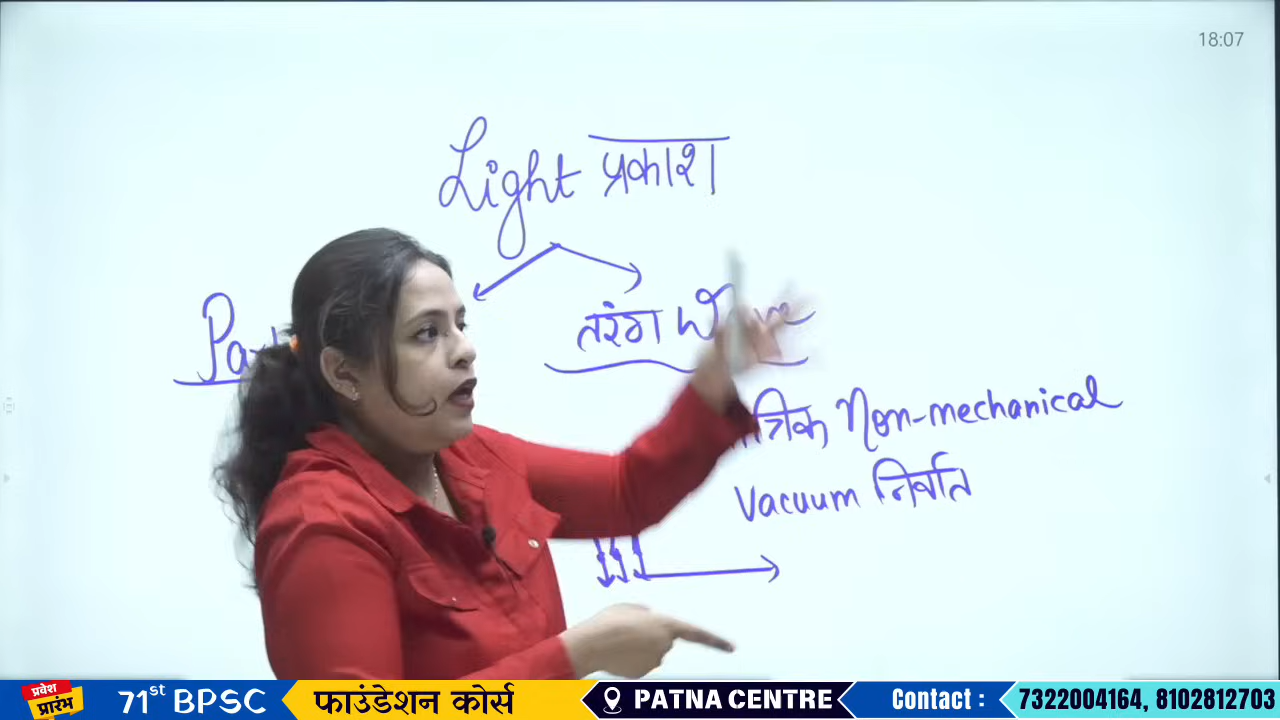 18:07
Light प्रकाश
तरंग
Non-mechanical
Vacuum निर्वात
प्रवेश
प्रारंभ
71st BPSC
फाउंडेशन कोर्स
PATNA CENTRE
Contact :
7322004164, 8102812703